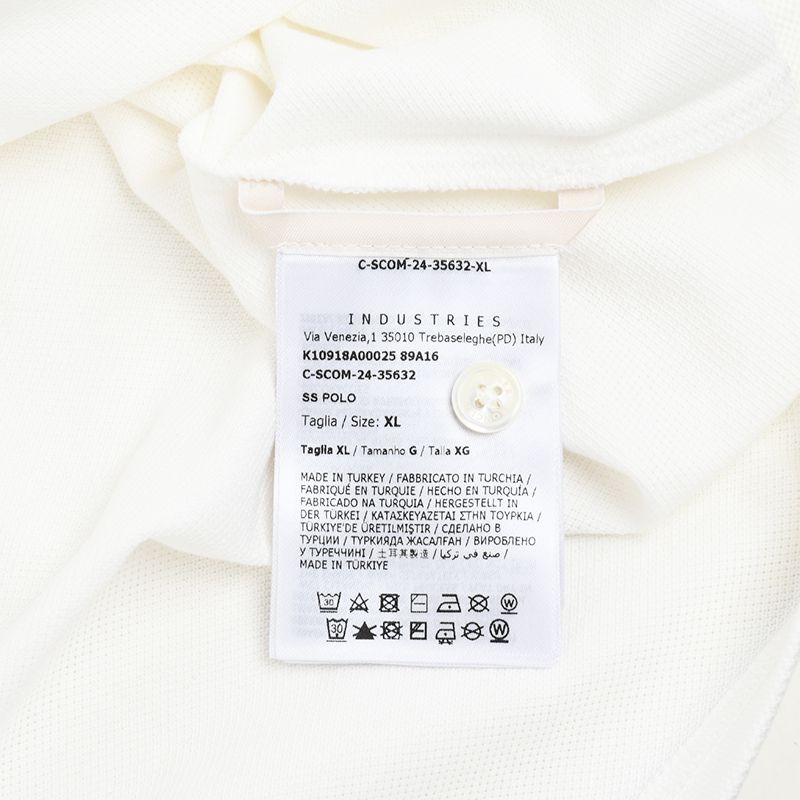 C-SCOM-24-35632-XL
INDUSTRIES
Via Venezia,1 35010 Trebaseleghe(PD) Italy
K10918A00025 89A16
C-SCOM-24-35632
SS POLO
Taglia / Size: XL
Taglia XL / Tamanho G / Talla XG
MADE IN TURKEY / FABBRICATO IN TURCHIA /
FABRIQUÉ EN TURQUIE / HECHO EN TURQUÍA /
FABRICADO NA TURQUIA / HERGESTELLT IN
DER TÜRKEI / ΚΑΤΑΣΚΕΥΑΖΕΤΑΙ ΣΤΗΝ ΤΟΥΡΚΙΑ /
TÜRKIYE'DE ÜRETILMIŞTIR / СДЕЛАНО В
ТУРЦИИ / ТҮРКИЯДА ЖАСАЛҒАН / ВИРОБЛЕНО
У ТУРЕЧЧИНІ / 土耳其製造 / صنع في تركيا /
MADE IN TÜRKIYE
30 W
30 W